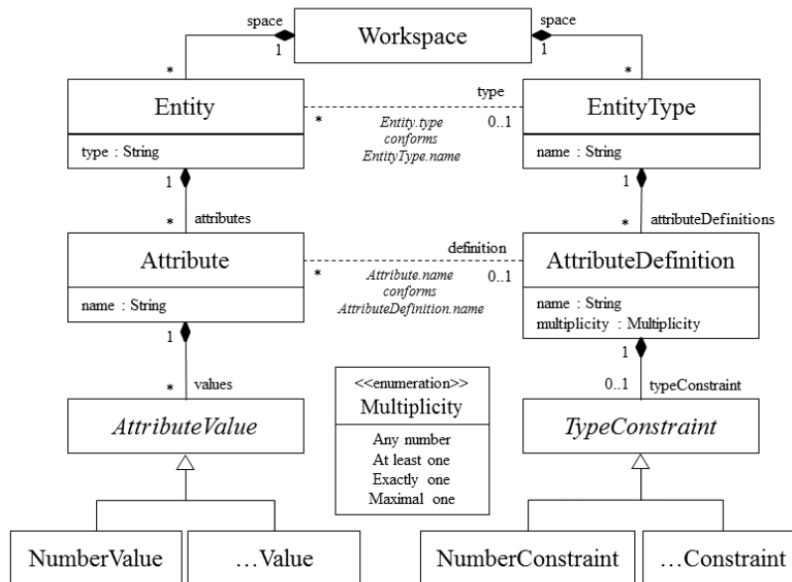 space
Workspace
space
1
1
*
*
Entity
type
EntityType
*
Entity.type
conforms
EntityType.name
0..1
type : String
name : String
1
1
*
attributes
*
attributeDefinitions
Attribute
definition
AttributeDefinition
*
Attribute.name
conforms
AttributeDefinition.name
0..1
name : String
name : String
multiplicity : Multiplicity
1
1
*
values
<<enumeration>>
Multiplicity
Any number
At least one
Exactly one
Maximal one
0..1
typeConstraint
AttributeValue
TypeConstraint
NumberValue
...Value
NumberConstraint
...Constraint